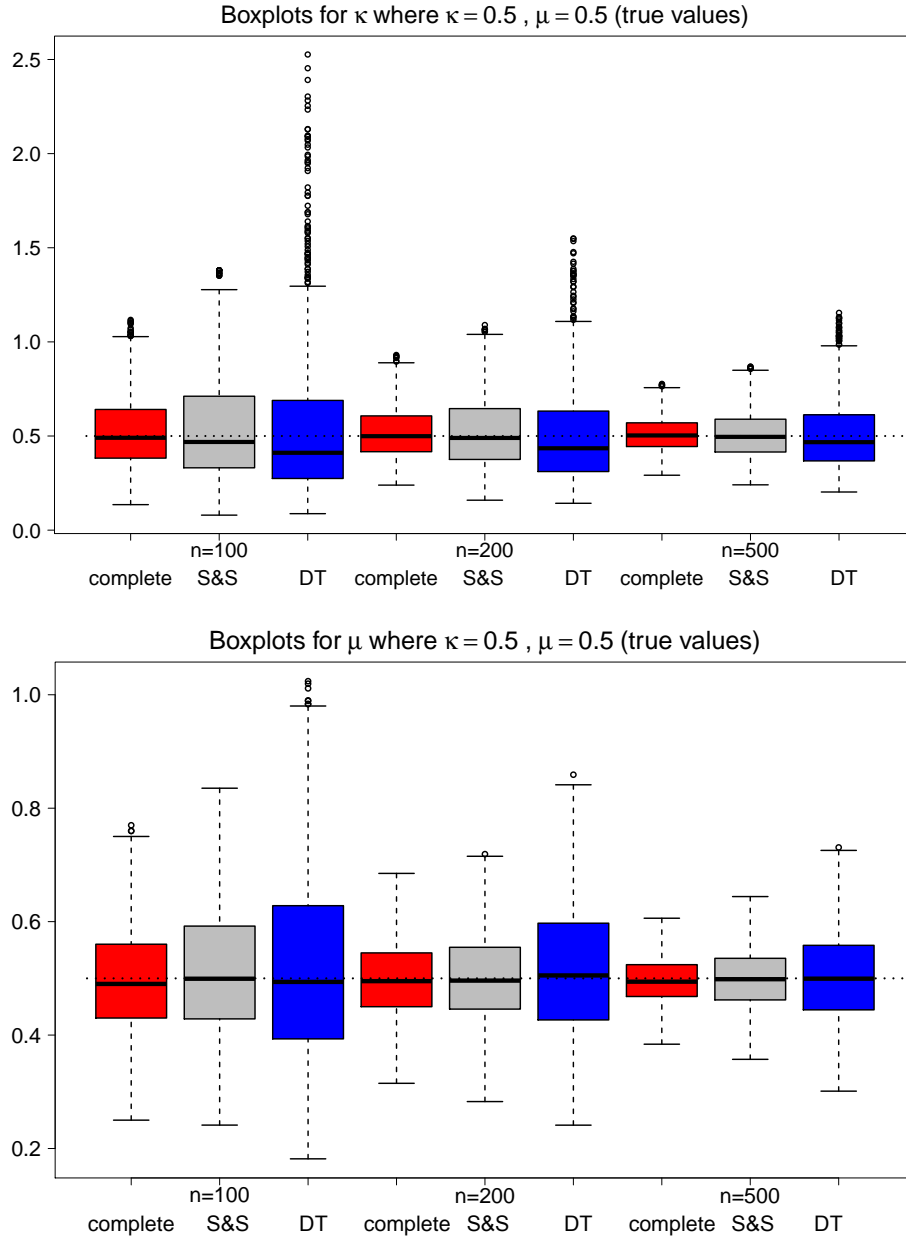 Boxplots for κ where κ = 0.5 , μ = 0.5 (true values)
2.5
2.0
1.5
1.0
0.5
0.0
n=100 n=200 n=500
complete S&S DT complete S&S DT complete S&S DT
Boxplots for μ where κ = 0.5 , μ = 0.5 (true values)
1.0
0.8
0.6
0.4
0.2
n=100 n=200 n=500
complete S&S DT complete S&S DT complete S&S DT